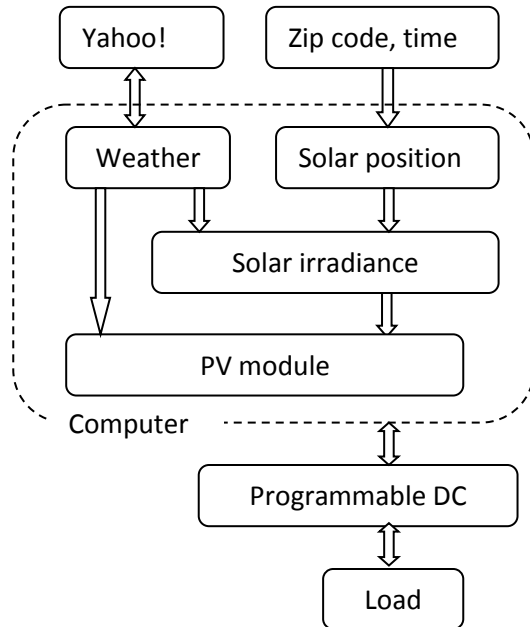 Yahoo!
Zip code, time
Weather
Solar position
Solar irradiance
PV module
Computer
Programmable DC
Load